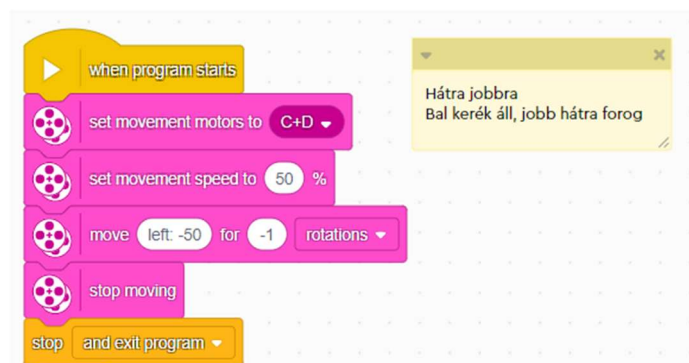 when program starts
set movement motors to C+D
set movement speed to 50 %
move left: -50 for -1 rotations
stop moving
stop and exit program
Hátra jobbra
Bal kerék áll, jobb hátra forog